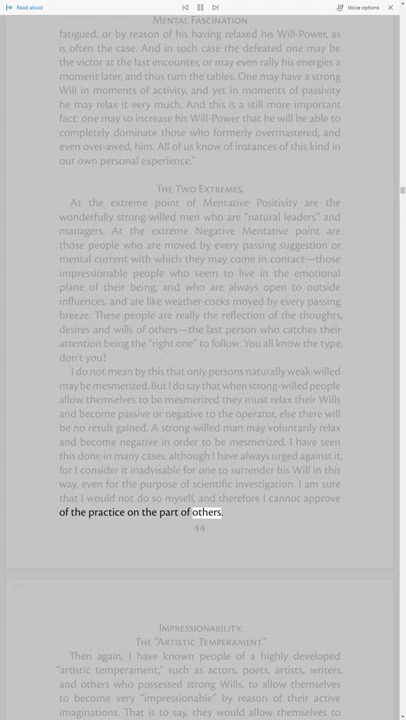 Read aloud
Voice options
MENTAL FASCINATION
fatigued, or by reason of his having relaxed his Will-Power, as
is often the case. And in such case the defeated one may be
the victor at the last encounter, or may even rally his energies a
moment later, and thus turn the tables. One may have a strong
Will in moments of activity, and yet in moments of passivity
he may relax it very much. And this is a still more important
fact: one may so increase his Will-Power that he will be able to
completely dominate those who formerly overmastered, and
even over-awed, him. All of us know of instances of this kind in
our own personal experience."
THE TWO EXTREMES.
At the extreme point of Mentative Positivity are the
wonderfully strong-willed men who are "natural leaders" and
managers. At the extreme Negative Mentative point are
those people who are moved by every passing suggestion or
mental current with which they may come in contact—those
impressionable people who seem to live in the emotional
plane of their being, and who are always open to outside
influences, and are like weather-cocks moved by every passing
breeze. These people are really the reflection of the thoughts,
desires and wills of others—the last person who catches their
attention being the "right one" to follow. You all know the type,
don't you?
I do not mean by this that only persons naturally weak-willed
may be mesmerized. But I do say that when strong-willed people
allow themselves to be mesmerized they must relax their Wills
and become passive or negative to the operator, else there will
be no result gained. A strong-willed man may voluntarily relax
and become negative in order to be mesmerized. I have seen
this done in many cases, although I have always urged against it,
for I consider it inadvisable for one to surrender his Will in this
way, even for the purpose of scientific investigation. I am sure
that I would not do so myself, and therefore I cannot approve
of the practice on the part of others.
44
IMPRESSIONABILITY.
THE "ARTISTIC TEMPERAMENT."
Then again, I have known people of a highly developed
"artistic temperament," such as actors, poets, artists, writers,
and others who possessed strong Wills, to allow themselves
to become very "impressionable" by reason of their active
imaginations. That is to say, they would allow themselves to